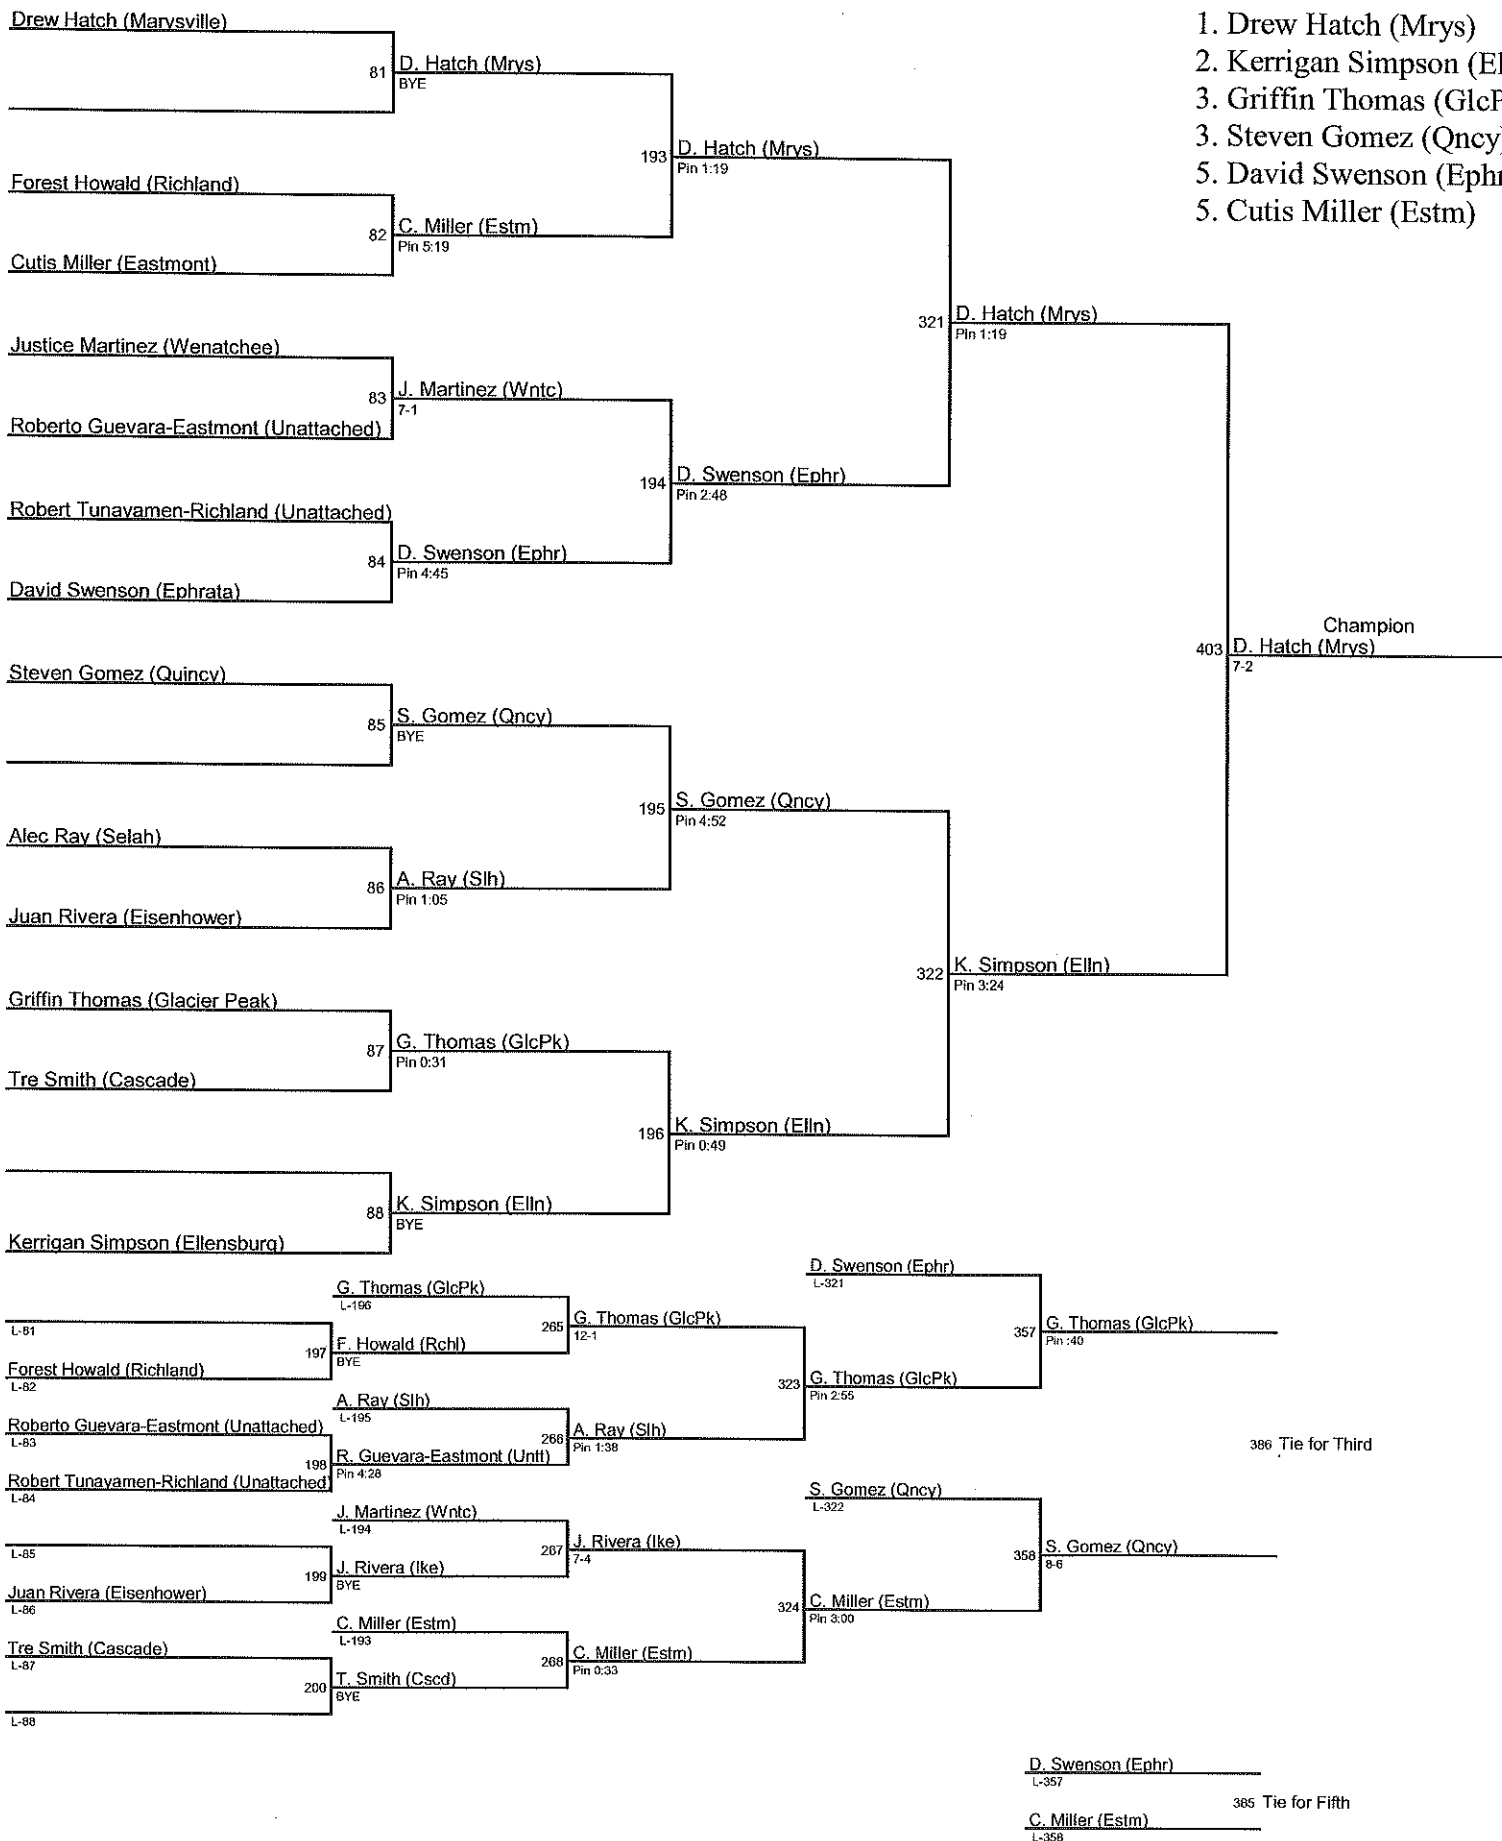 1. Drew Hatch (Mrys)
2. Kerrigan Simpson (El
3. Griffin Thomas (GlcP
3. Steven Gomez (Qncy)
5. David Swenson (Ephr
5. Cutis Miller (Estm)
Drew Hatch (Marysville)
81 D. Hatch (Mrys)
BYE
193 D. Hatch (Mrys)
Pin 1:19
Forest Howald (Richland)
82 C. Miller (Estm)
Pin 5:19
Cutis Miller (Eastmont)
321 D. Hatch (Mrys)
Pin 1:19
Justice Martinez (Wenatchee)
83 J. Martinez (Wntc)
7-1
Roberto Guevara-Eastmont (Unattached)
194 D. Swenson (Ephr)
Pin 2:48
Robert Tunayamen-Richland (Unattached)
84 D. Swenson (Ephr)
Pin 4:45
David Swenson (Ephrata)
Champion
403 D. Hatch (Mrys)
7-2
Steven Gomez (Quincy)
85 S. Gomez (Qncy)
BYE
195 S. Gomez (Qncy)
Pin 4:52
Alec Ray (Selah)
86 A. Ray (Slh)
Pin 1:05
Juan Rivera (Eisenhower)
322 K. Simpson (Elln)
Pin 3:24
Griffin Thomas (Glacier Peak)
87 G. Thomas (GlcPk)
Pin 0:31
Tre Smith (Cascade)
196 K. Simpson (Elln)
Pin 0:49
88 K. Simpson (Elln)
BYE
Kerrigan Simpson (Ellensburg)
L-81
Forest Howald (Richland)
L-82
Roberto Guevara-Eastmont (Unattached)
L-83
Robert Tunayamen-Richland (Unattached)
L-84
L-85
Juan Rivera (Eisenhower)
L-86
Tre Smith (Cascade)
L-87
L-88
G. Thomas (GlcPk)
L-196
197 F. Howald (Rchl)
BYE
A. Ray (Slh)
L-195
198 R. Guevara-Eastmont (Untt)
Pin 4:28
J. Martinez (Wntc)
L-194
199 J. Rivera (Ike)
BYE
C. Miller (Estm)
L-193
200 T. Smith (Cscd)
BYE
265 G. Thomas (GlcPk)
12-1
266 A. Ray (Slh)
Pin 1:38
267 J. Rivera (Ike)
7-4
268 C. Miller (Estm)
Pin 0:33
D. Swenson (Ephr)
L-321
323 G. Thomas (GlcPk)
Pin 2:55
S. Gomez (Qncy)
L-322
324 C. Miller (Estm)
Pin 3:00
357 G. Thomas (GlcPk)
Pin :40
386 Tie for Third
358 S. Gomez (Qncy)
8-6
D. Swenson (Ephr)
L-357
385 Tie for Fifth
C. Miller (Estm)
L-358